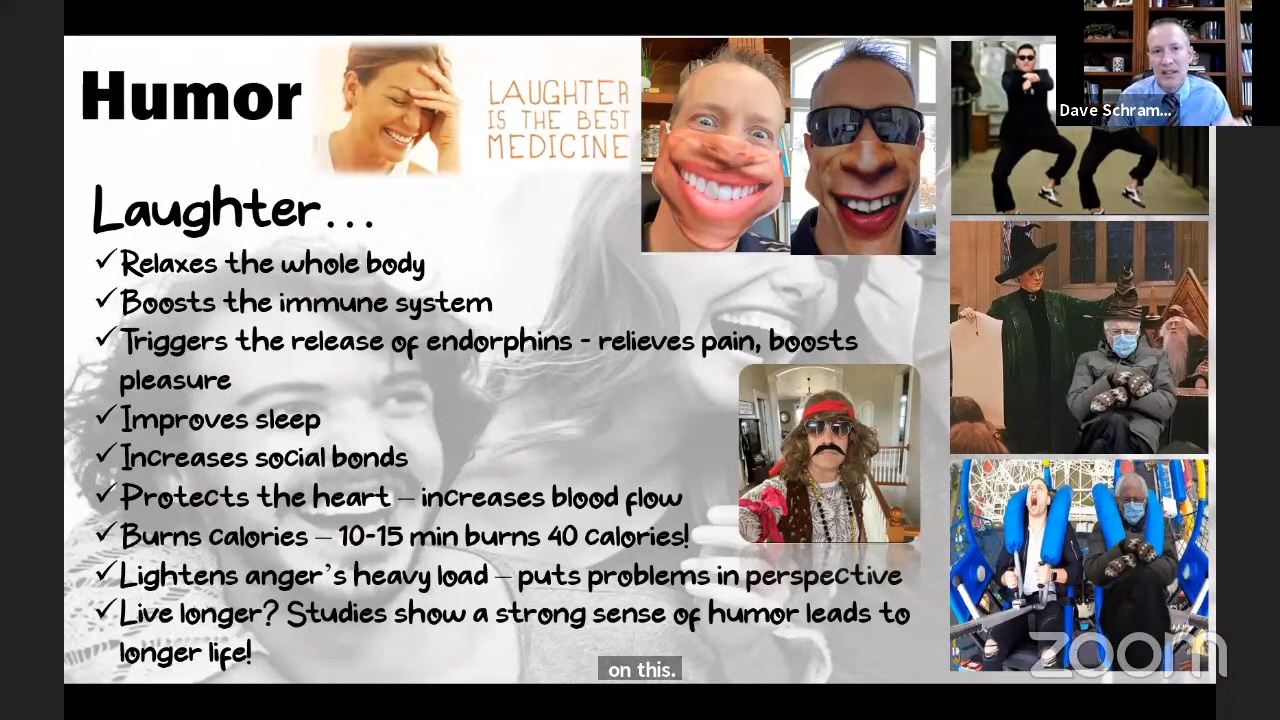 Humor
LAUGHTER
IS THE BEST
MEDICINE
Dave Schram...
Laughter...
✓Relaxes the whole body
✓Boosts the immune system
✓Triggers the release of endorphins - relieves pain, boosts
pleasure
✓Improves sleep
✓Increases social bonds
✓Protects the heart – increases blood flow
✓Burns calories – 10-15 min burns 40 calories!
✓Lightens anger's heavy load – puts problems in perspective
✓Live longer? Studies show a strong sense of humor leads to
longer life!
on this.
zoom